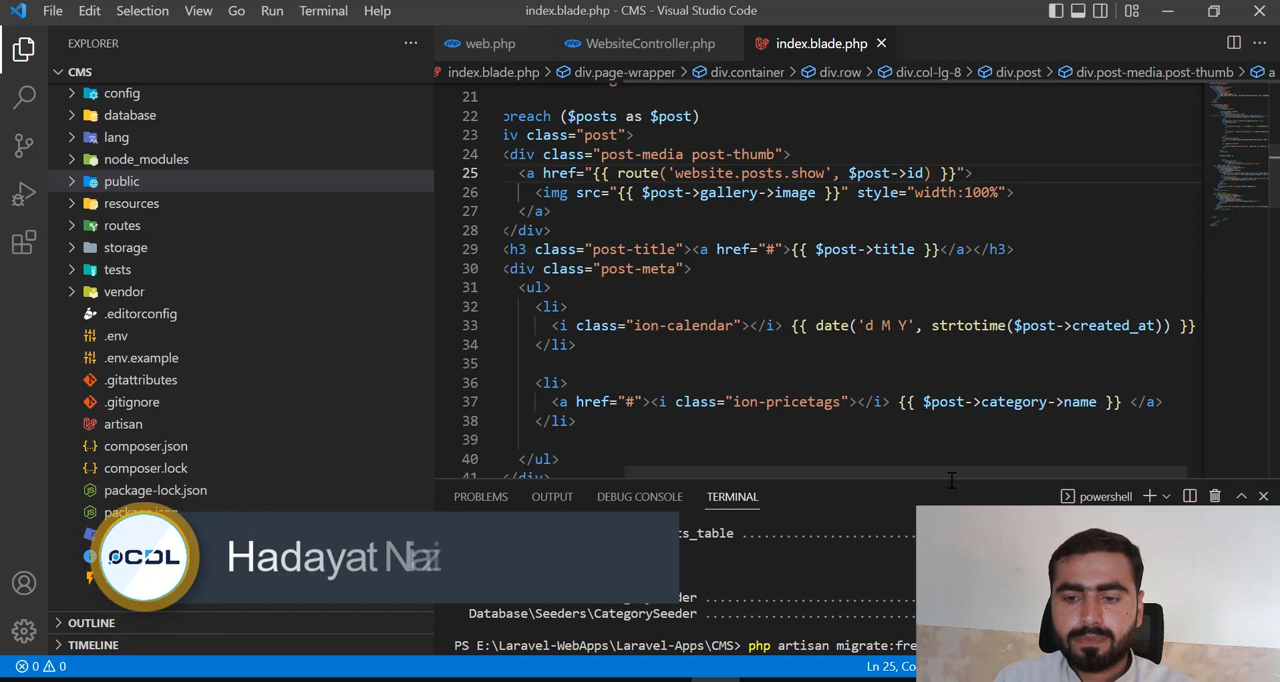 File Edit Selection View Go Run Terminal Help
index.blade.php - CMS - Visual Studio Code
EXPLORER
CMS
config
database
lang
node_modules
public
resources
routes
storage
tests
vendor
.editorconfig
.env
.env.example
.gitattributes
.gitignore
artisan
composer.json
composer.lock
package-lock.json
OUTLINE
TIMELINE
web.php WebsiteController.php index.blade.php
index.blade.php > div.page-wrapper > div.container > div.row > div.col-lg-8 > div.post > div.post-media.post-thumb > a
21
22 oreach ($posts as $post)
23 iv class="post">
24 <div class="post-media post-thumb">
25 <a href="{{ route('website.posts.show', $post->id) }}">
26 <img src="{{ $post->gallery->image }}" style="width:100%">
27 </a>
28 </div>
29 <h3 class="post-title"><a href="#">{{ $post->title }}</a></h3>
30 <div class="post-meta">
31 <ul>
32 <li>
33 <i class="ion-calendar"></i> {{ date('d M Y', strtotime($post->created_at)) }}
34 </li>
35
36 <li>
37 <a href="#"><i class="ion-pricetags"></i> {{ $post->category->name }} </a>
38 </li>
39
40 </ul>
41 </div>
PROBLEMS OUTPUT DEBUG CONSOLE TERMINAL
powershell
ts_table ......................
der ......................
Database\Seeders\CategorySeeder ......................
PS E:\Laravel-WebApps\Laravel-Apps\CMS> php artisan migrate:fre
OCDL
Hadayat
0 0
Ln 25, Co